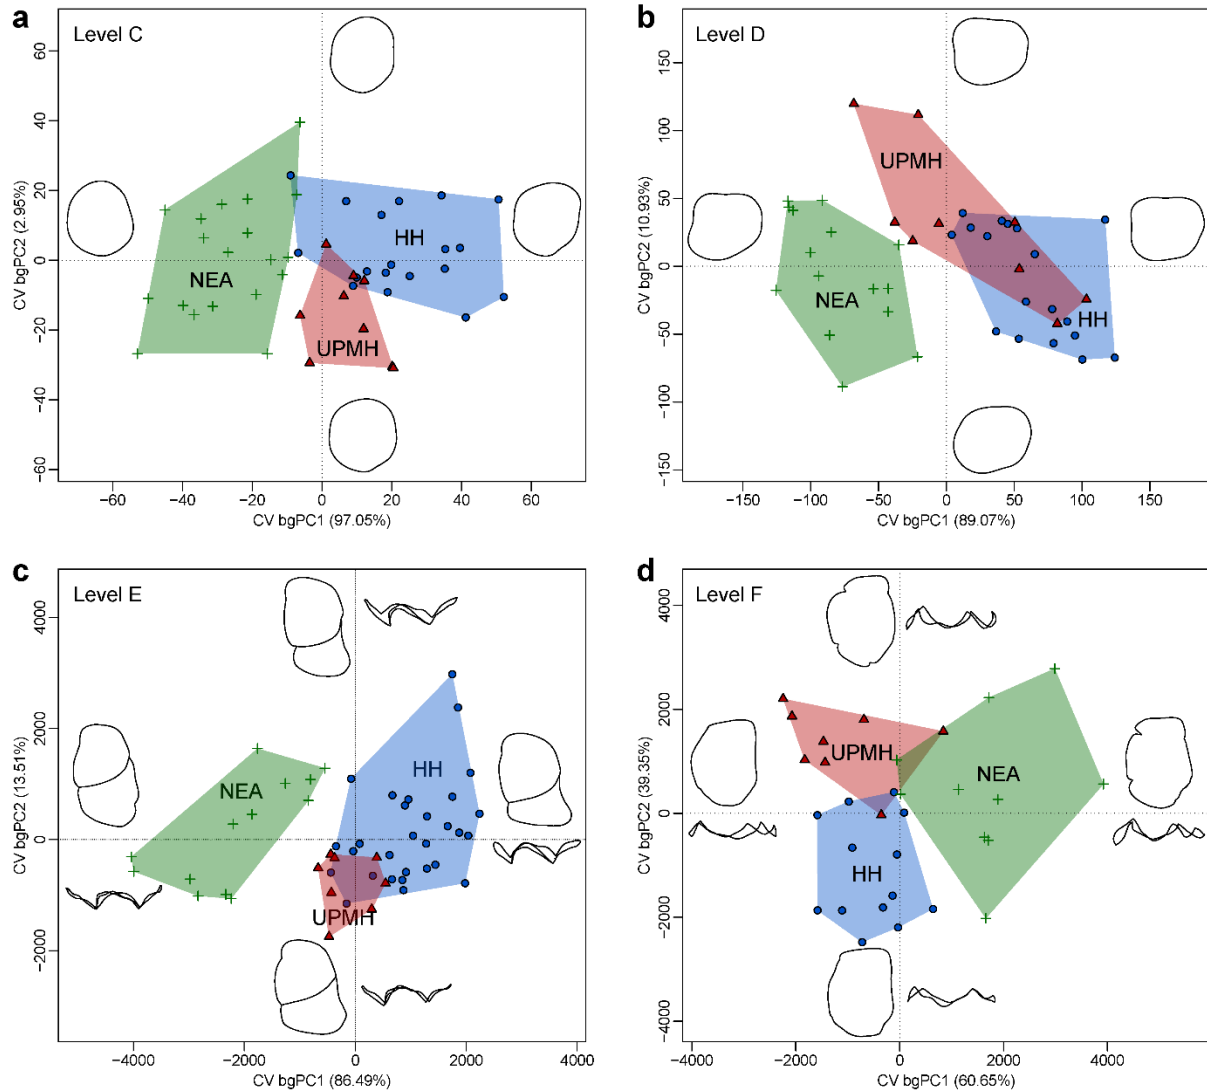 a
Level C
CV bgPC2 (2.95%)
60
40
20
0
−20
−40
−60
NEA
HH
UPMH
−60 −40 −20 0 20 40 60
CV bgPC1 (97.05%)
b
Level D
CV bgPC2 (10.93%)
150
100
50
0
−50
−100
−150
UPMH
NEA
HH
−150 −100 −50 0 50 100 150
CV bgPC1 (89.07%)
c
Level E
CV bgPC2 (13.51%)
4000
2000
0
−2000
NEA
HH
UPMH
−4000 −2000 0 2000 4000
CV bgPC1 (86.49%)
d
Level F
CV bgPC2 (39.35%)
4000
2000
0
−2000
−4000
UPMH
NEA
HH
−4000 −2000 0 2000 4000
CV bgPC1 (60.65%)